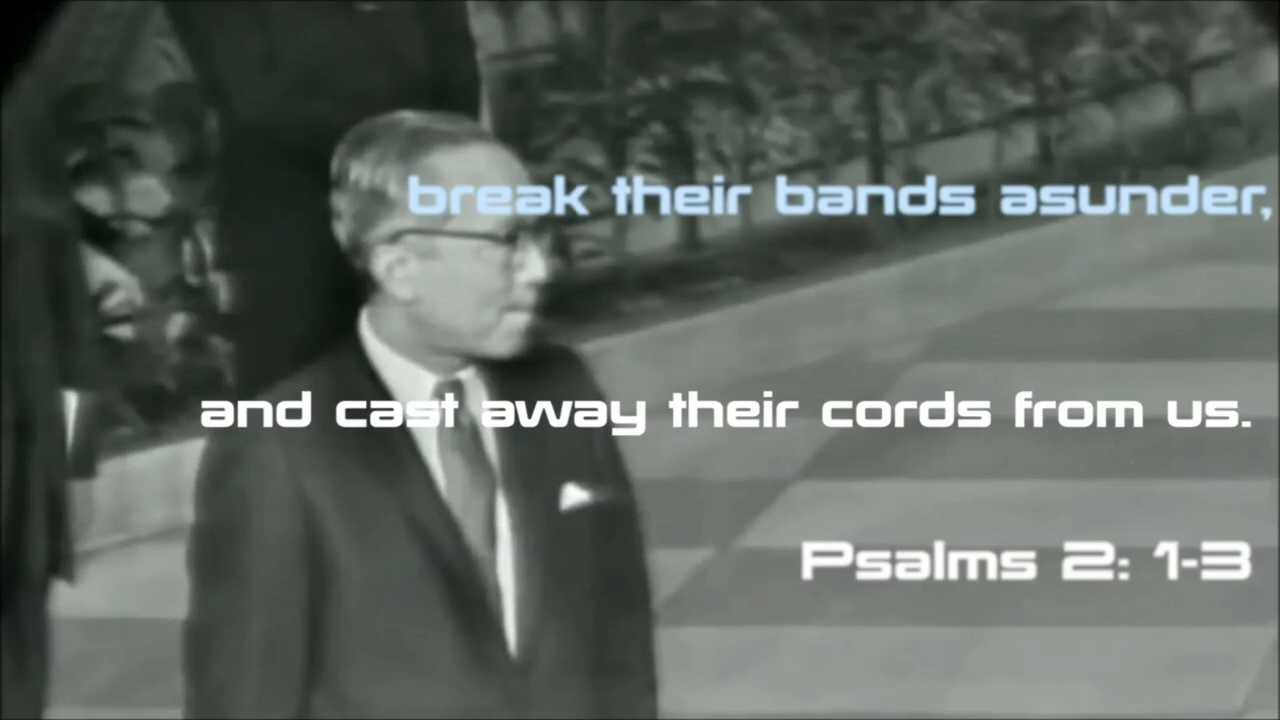 break their bands asunder,
and cast away their cords from us.
Psalms 2: 1-3